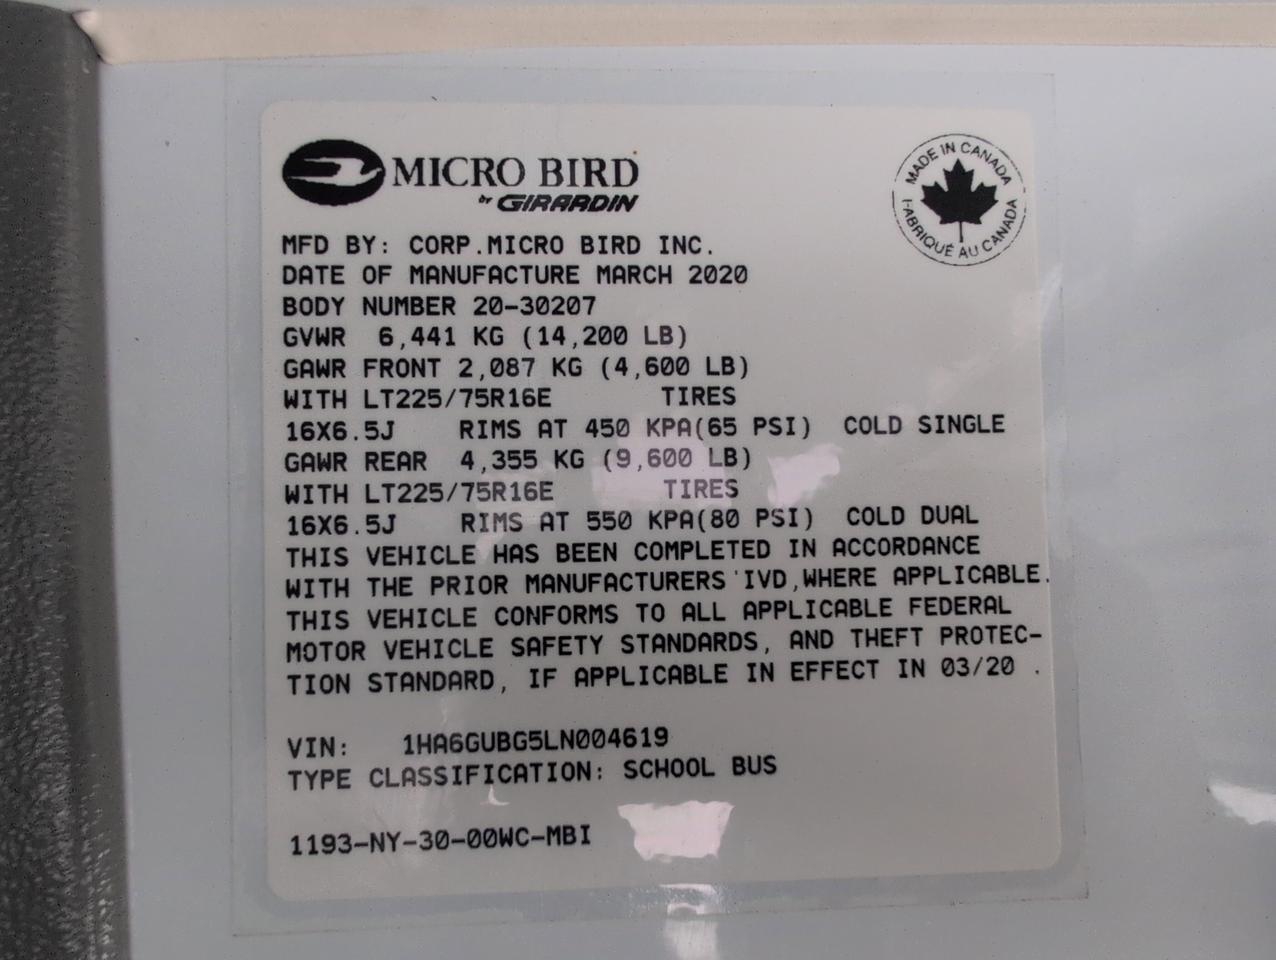 MICRO BIRD
by GIRARDIN
MADE IN CANADA
FABRIQUÉ AU CANADA
MFD BY: CORP.MICRO BIRD INC.
DATE OF MANUFACTURE MARCH 2020
BODY NUMBER 20-30207
GVWR 6,441 KG (14,200 LB)
GAWR FRONT 2,087 KG (4,600 LB)
WITH LT225/75R16E TIRES
16X6.5J RIMS AT 450 KPA(65 PSI) COLD SINGLE
GAWR REAR 4,355 KG (9,600 LB)
WITH LT225/75R16E TIRES
16X6.5J RIMS AT 550 KPA(80 PSI) COLD DUAL
THIS VEHICLE HAS BEEN COMPLETED IN ACCORDANCE
WITH THE PRIOR MANUFACTURERS 'IVD,WHERE APPLICABLE.
THIS VEHICLE CONFORMS TO ALL APPLICABLE FEDERAL
MOTOR VEHICLE SAFETY STANDARDS, AND THEFT PROTEC-
TION STANDARD, IF APPLICABLE IN EFFECT IN 03/20 .
VIN: 1HA6GUBG5LN004619
TYPE CLASSIFICATION: SCHOOL BUS
1193-NY-30-00WC-MBI